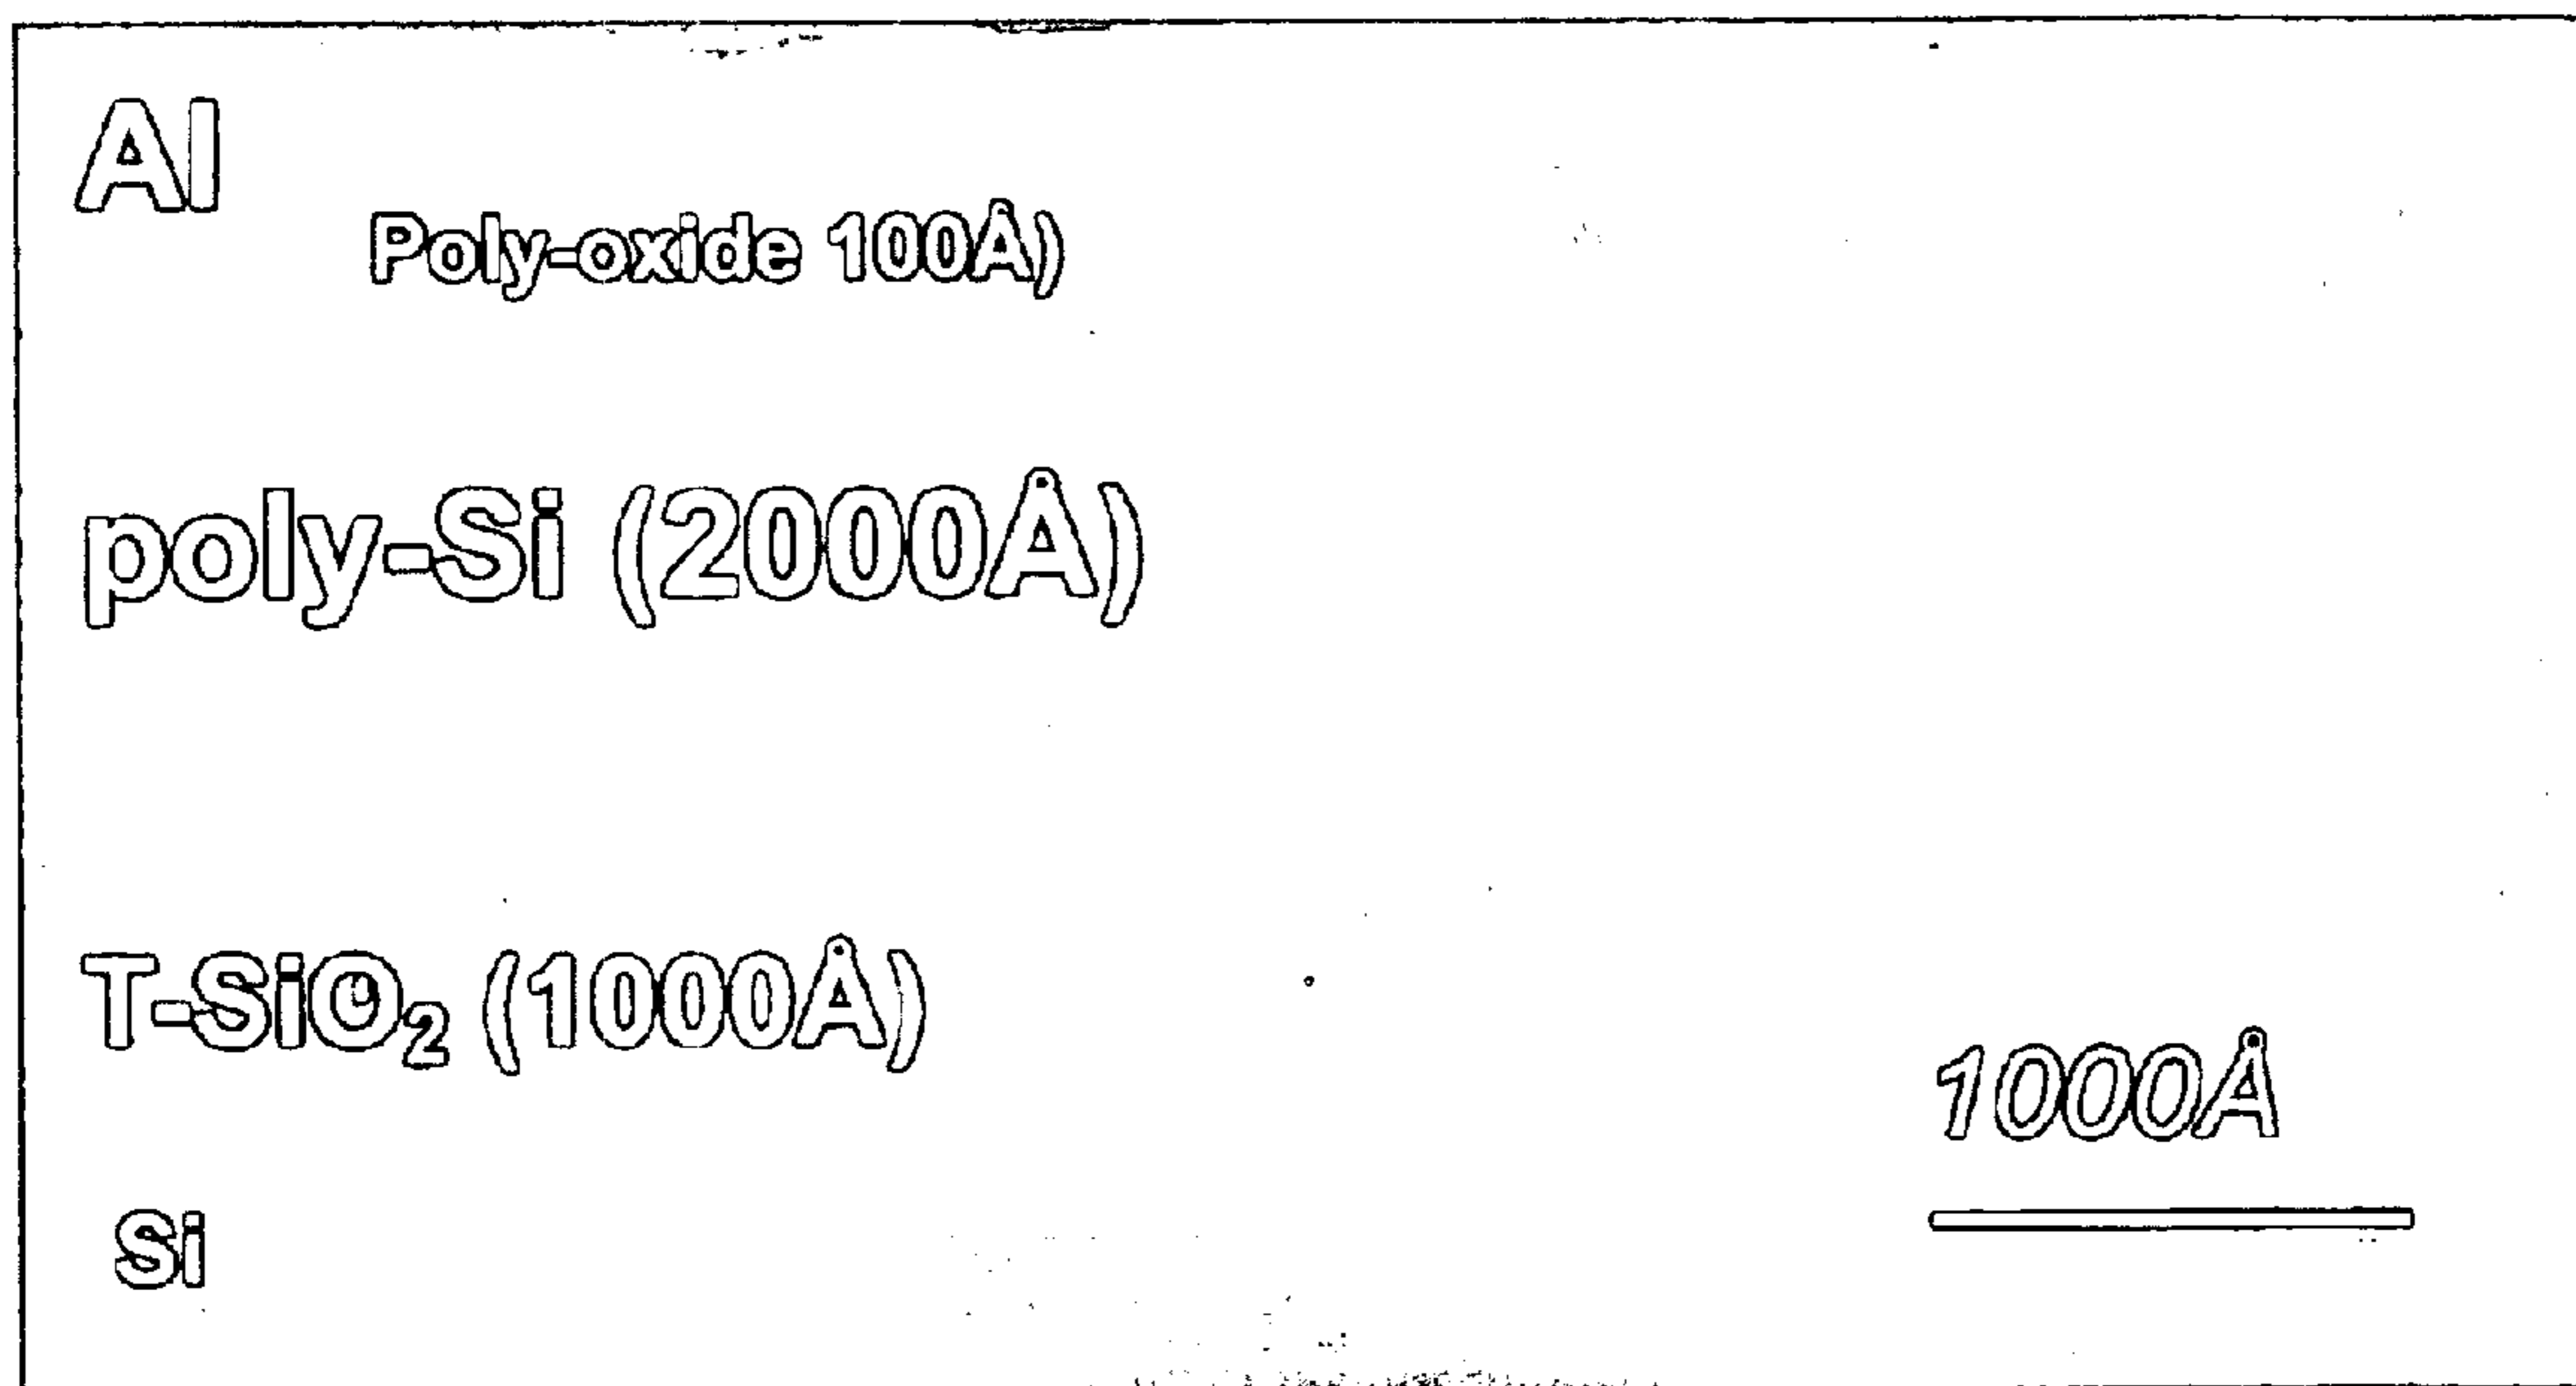 Al
Poly-oxide 100Å)
poly-Si (2000Å)
T-SiO₂ (1000Å)
1000Å
Si